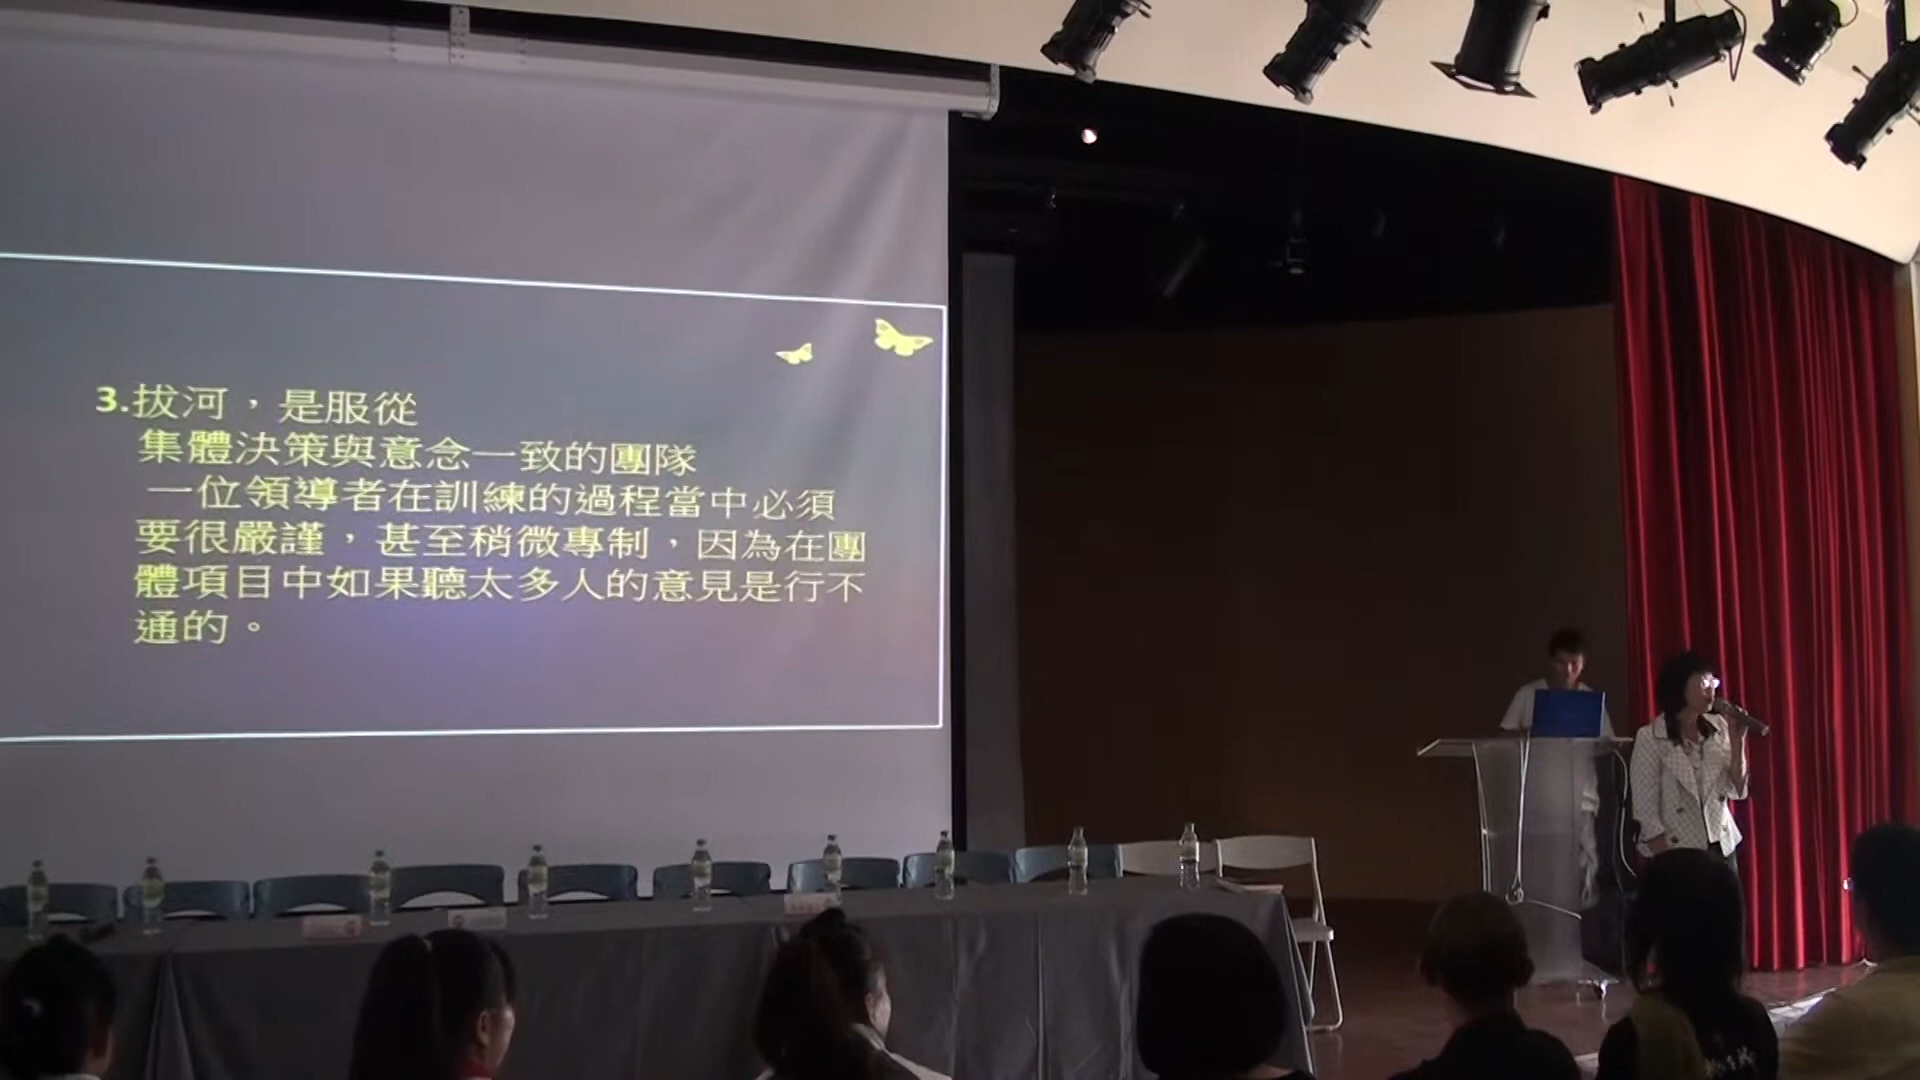 3.拔河，是服從
集體決策與意念一致的團隊
一位領導者在訓練的過程當中必須
要很嚴謹，甚至稍微專制，因為在團
體項目中如果聽太多人的意見是行不
通的。